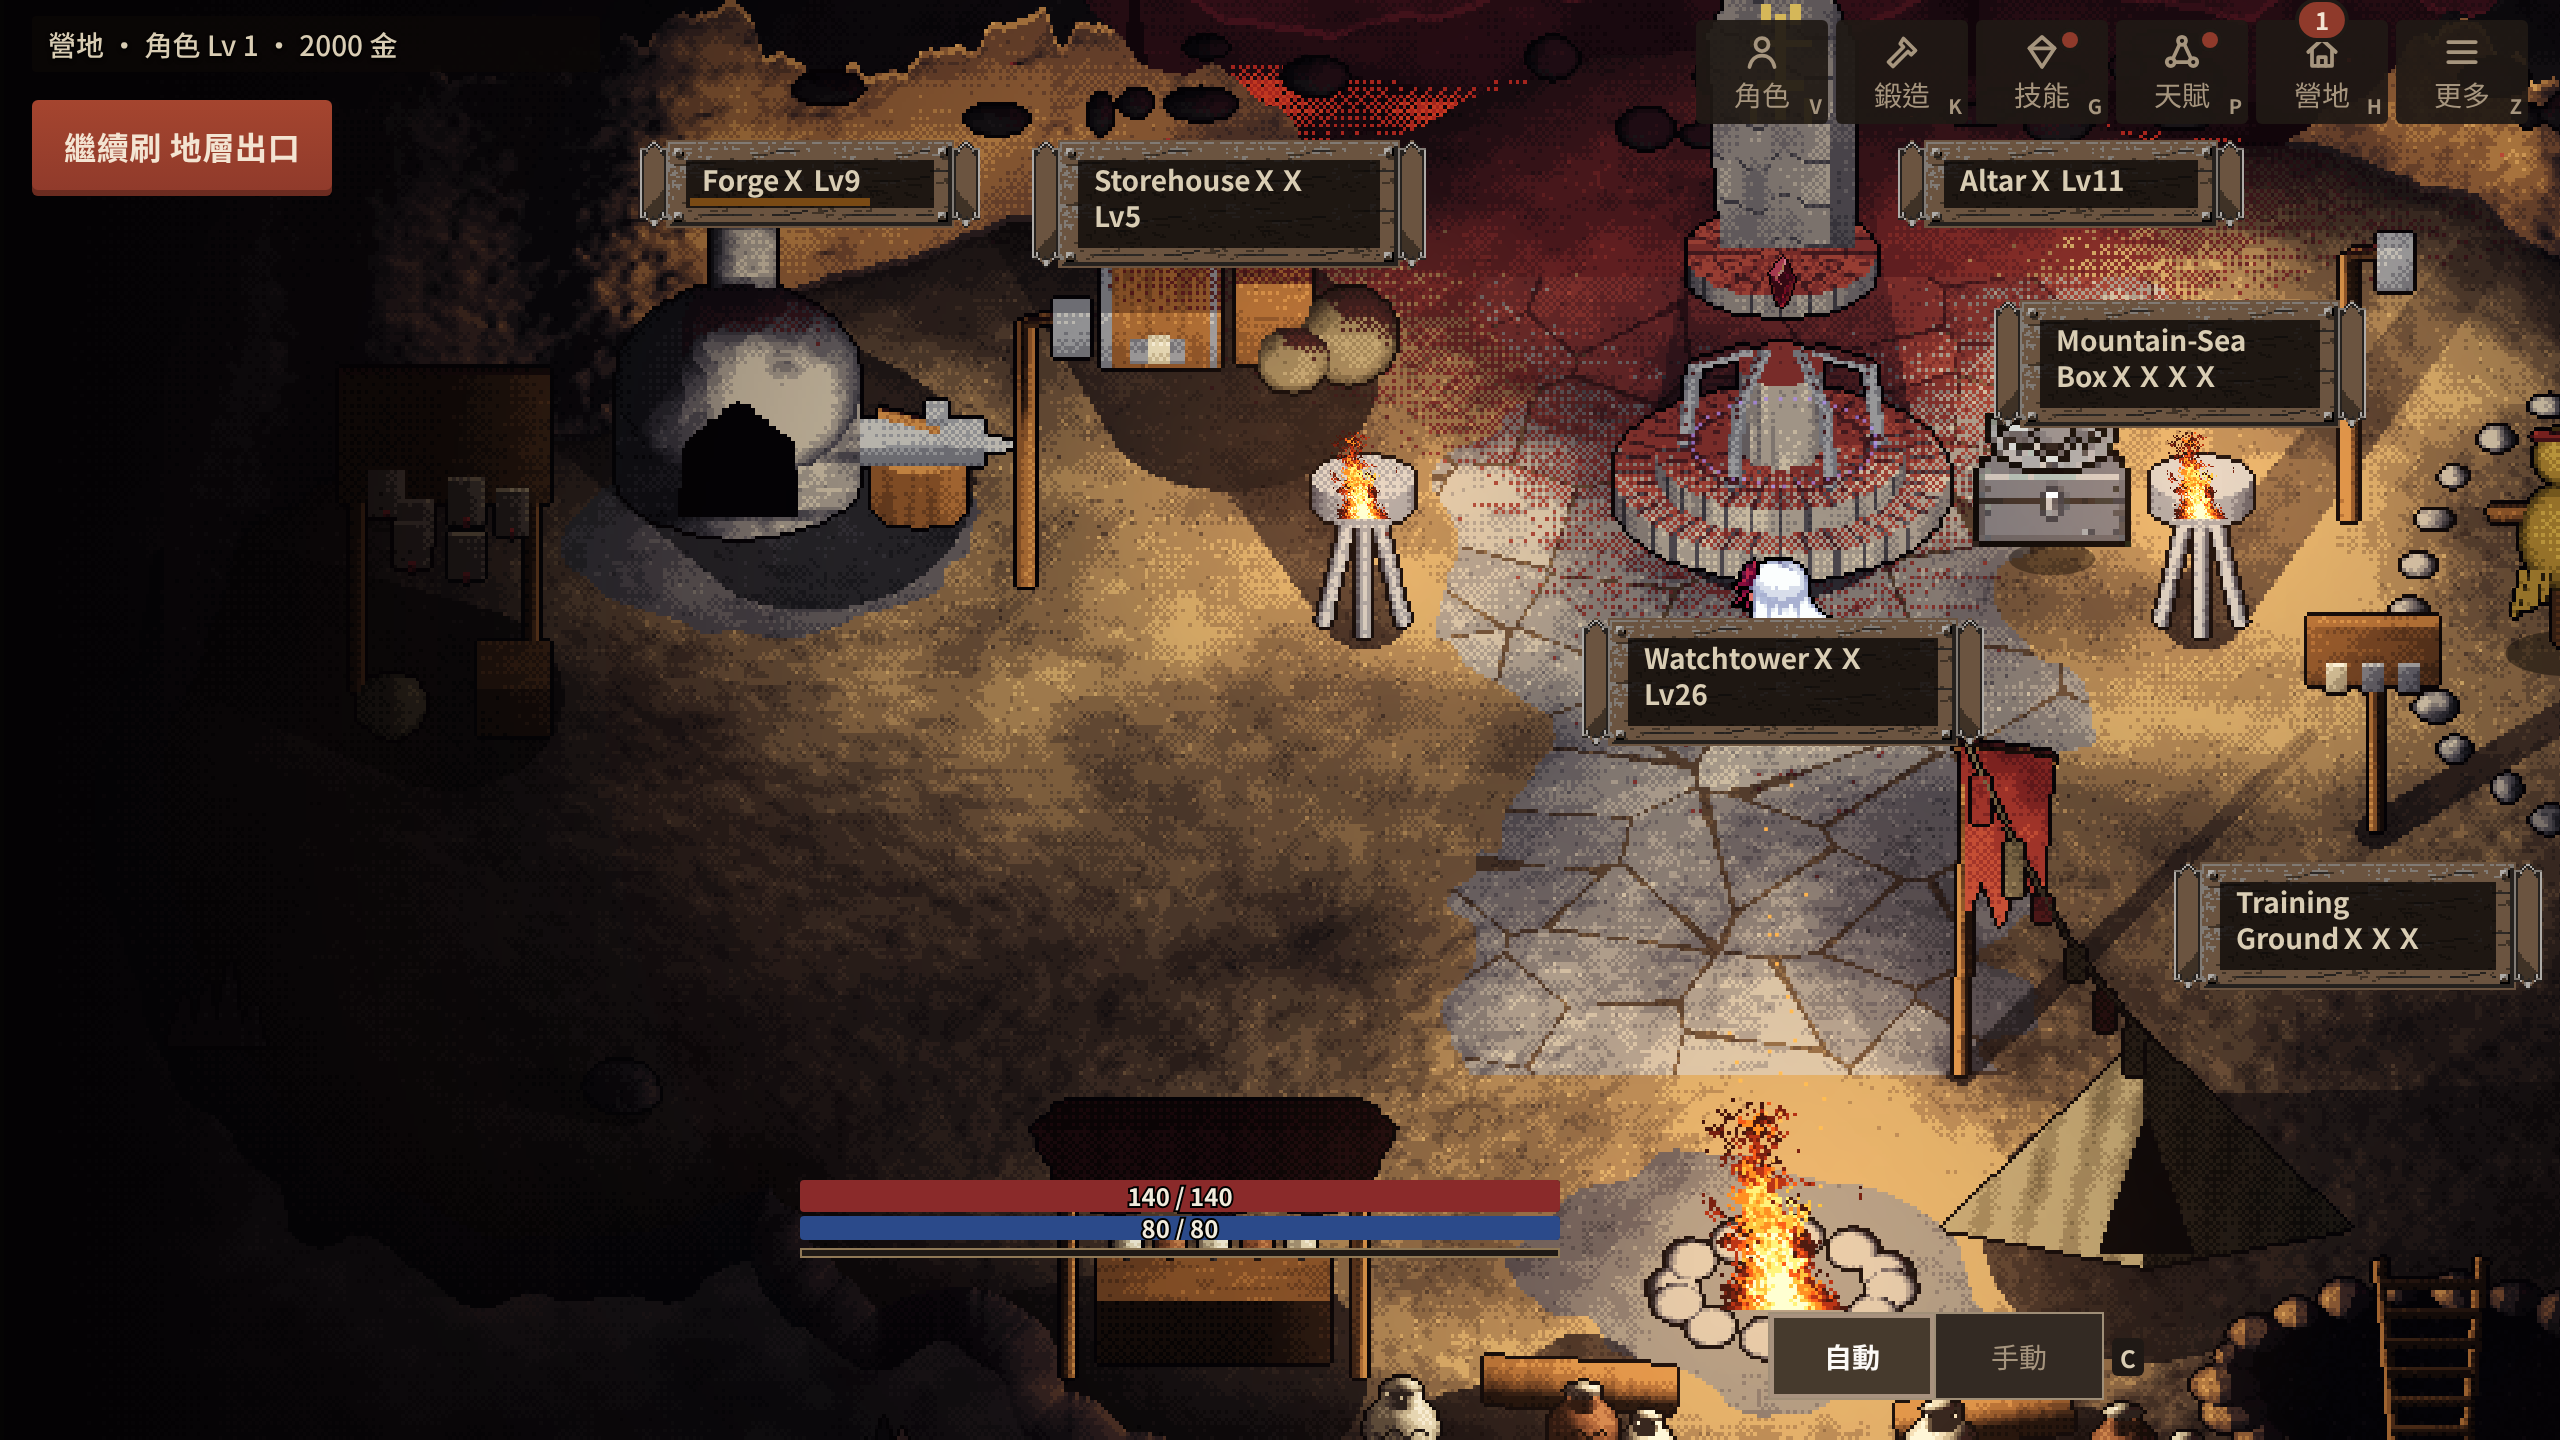 營地 • 角色 Lv 1 • 2000 金
繼續刷 地層出口
1
角色 V
鍛造 K
技能 G
天賦 P
營地 H
更多 Z
Forge X Lv9
Storehouse X X
Lv5
Altar X Lv11
Mountain-Sea
Box X X X X
Watchtower X X
Lv26
Training
Ground X X X
140 / 140
80 / 80
自動
手動
C